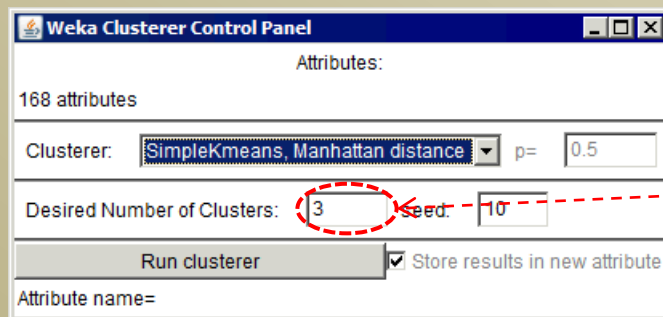 Weka Clusterer Control Panel
Attributes:
168 attributes
Clusterer: SimpleKmeans, Manhattan distance p= 0.5
Desired Number of Clusters: 3 seed: 10
Run clusterer Store results in new attribute
Attribute name=